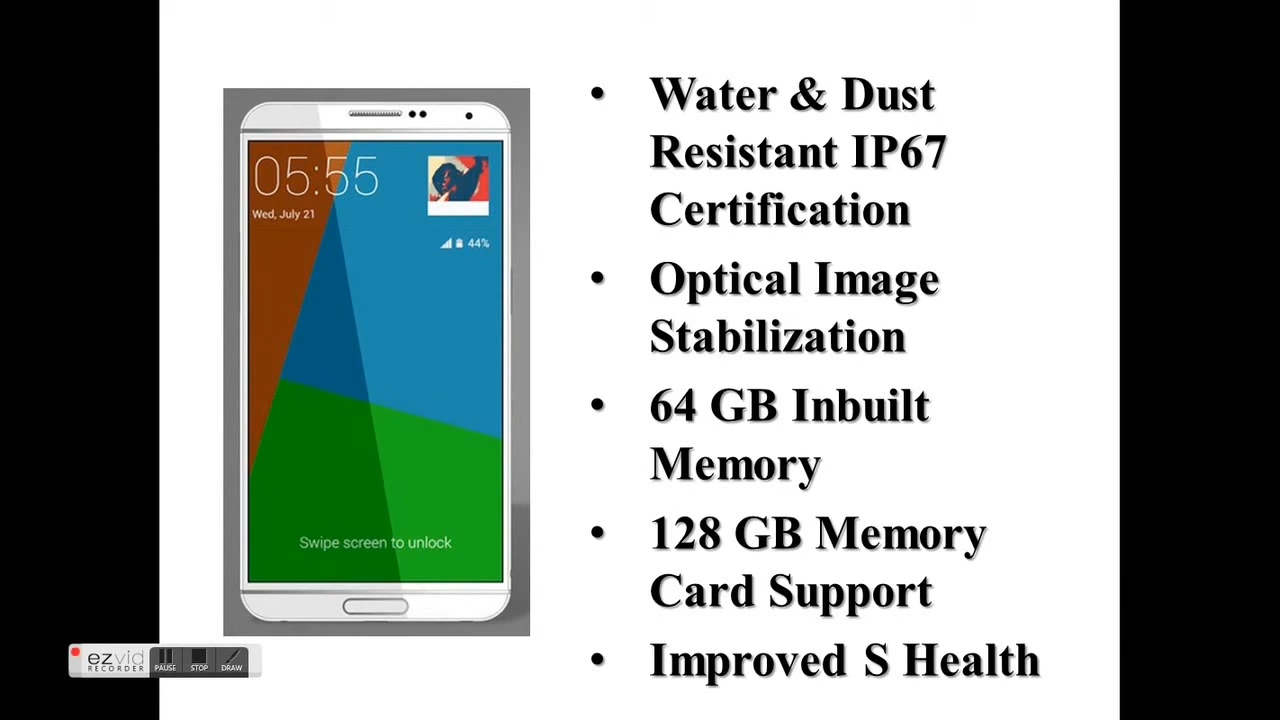 05:55
Wed, July 21
44%
Swipe screen to unlock
• Water & Dust
Resistant IP67
Certification
• Optical Image
Stabilization
• 64 GB Inbuilt
Memory
• 128 GB Memory
Card Support
• Improved S Health
ezvid
RECORDER
PAUSE
STOP
DRAW